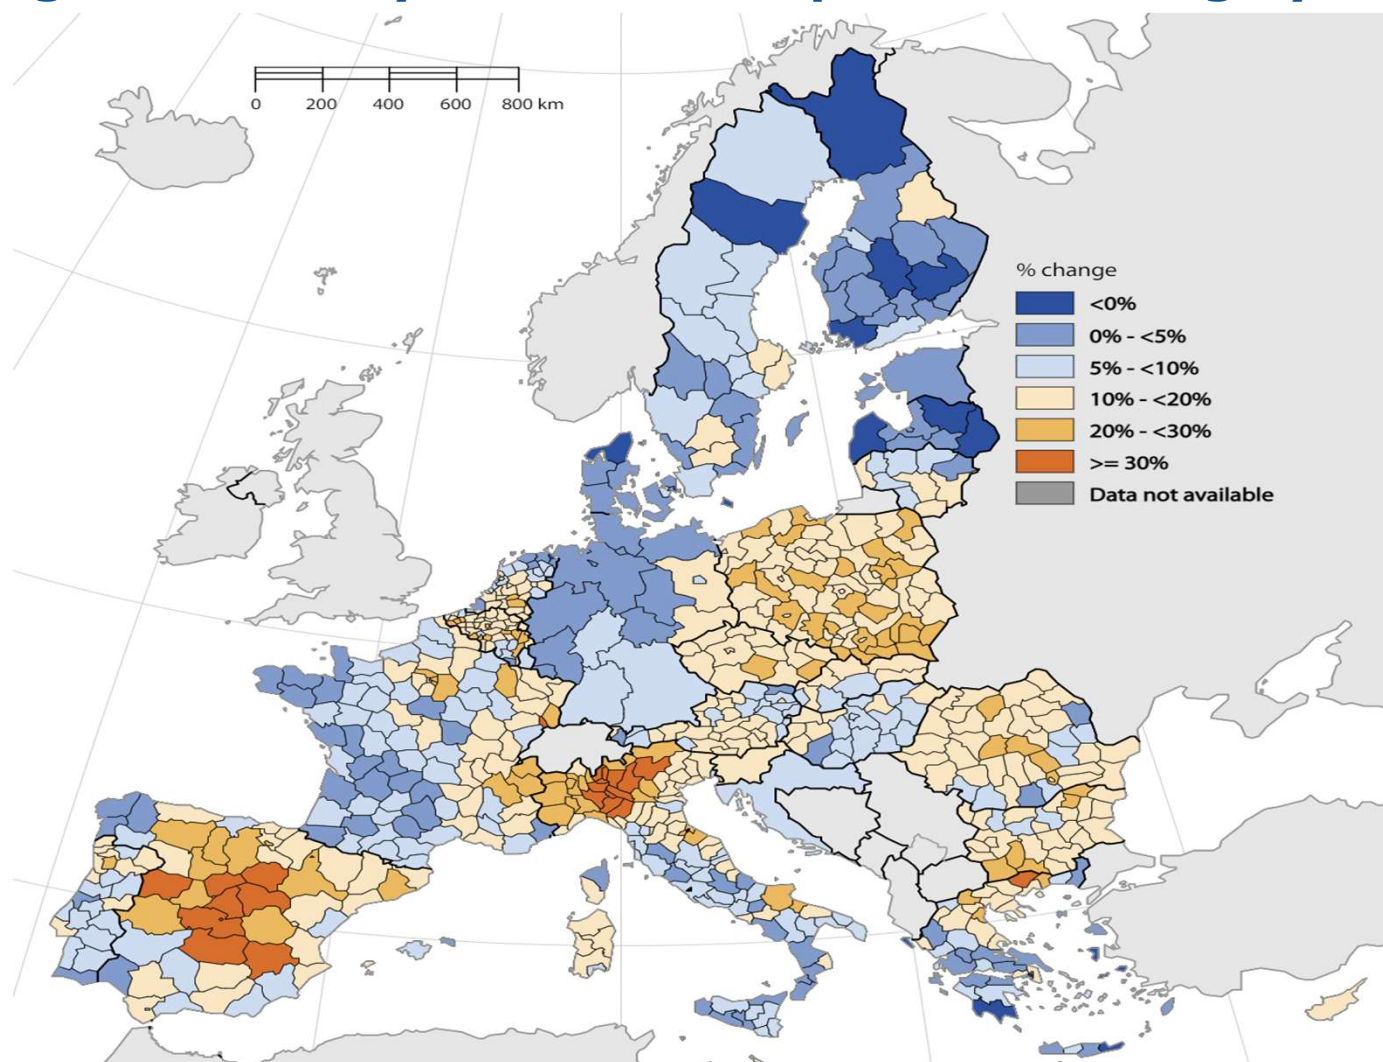 0 200 400 600 800 km
% change
<0%
0% - <5%
5% - <10%
10% - <20%
20% - <30%
>= 30%
Data not available